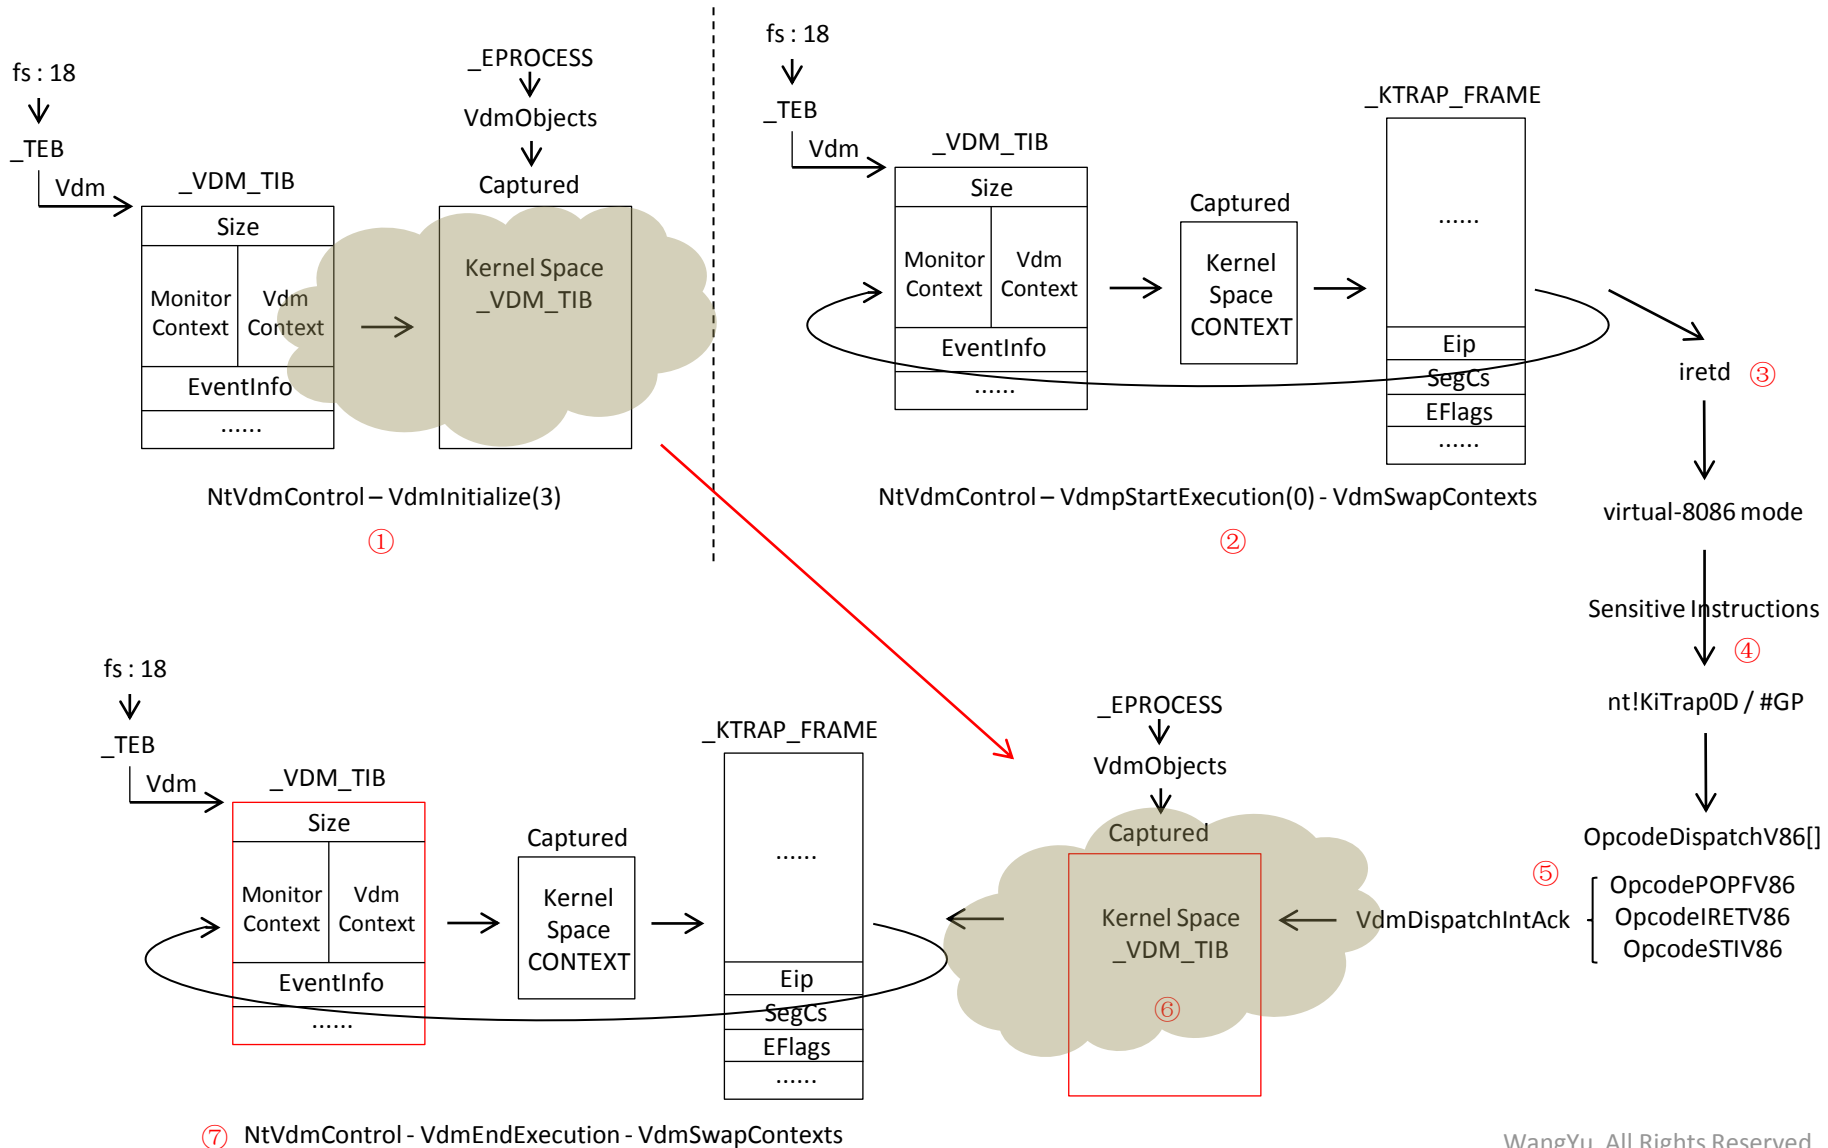 fs : 18
_TEB
Vdm
_VDM_TIB
Size
Monitor
Context
Vdm
Context
EventInfo
......
_EPROCESS
VdmObjects
Captured
Kernel Space
_VDM_TIB
NtVdmControl – VdmInitialize(3)
①
fs : 18
_TEB
Vdm
_VDM_TIB
Size
Monitor
Context
Vdm
Context
EventInfo
......
Captured
Kernel
Space
CONTEXT
_KTRAP_FRAME
......
Eip
SegCs
EFlags
......
NtVdmControl – VdmpStartExecution(0) - VdmSwapContexts
②
iretd ③
virtual-8086 mode
Sensitive Instructions
④
nt!KiTrap0D / #GP
OpcodeDispatchV86[]
⑤
OpcodePOPFV86
OpcodeIRETV86
OpcodeSTIV86
VdmDispatchIntAck
_EPROCESS
VdmObjects
Captured
Kernel Space
_VDM_TIB
⑥
fs : 18
_TEB
Vdm
_VDM_TIB
Size
Monitor
Context
Vdm
Context
EventInfo
......
Captured
Kernel
Space
CONTEXT
_KTRAP_FRAME
......
Eip
SegCs
EFlags
......
⑦ NtVdmControl - VdmEndExecution - VdmSwapContexts
WangYu, All Rights Reserved